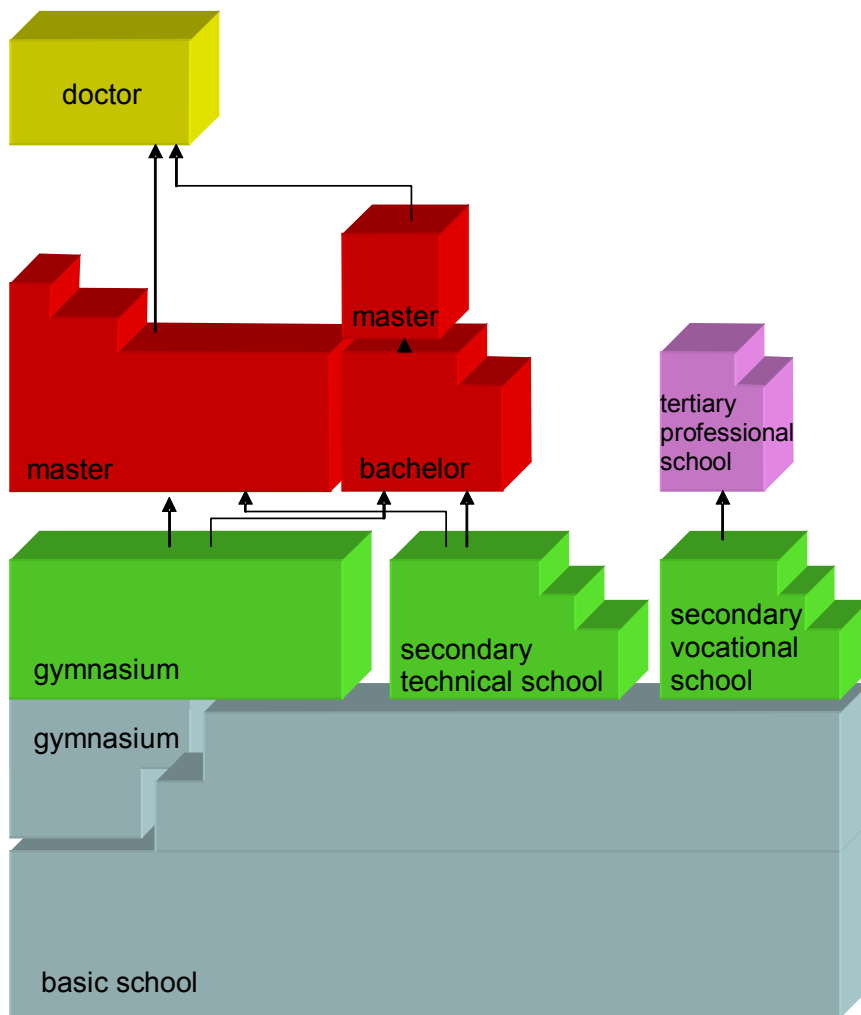 doctor
master
master
bachelor
tertiary
professional
school
gymnasium
secondary
technical school
secondary
vocational
school
gymnasium
basic school